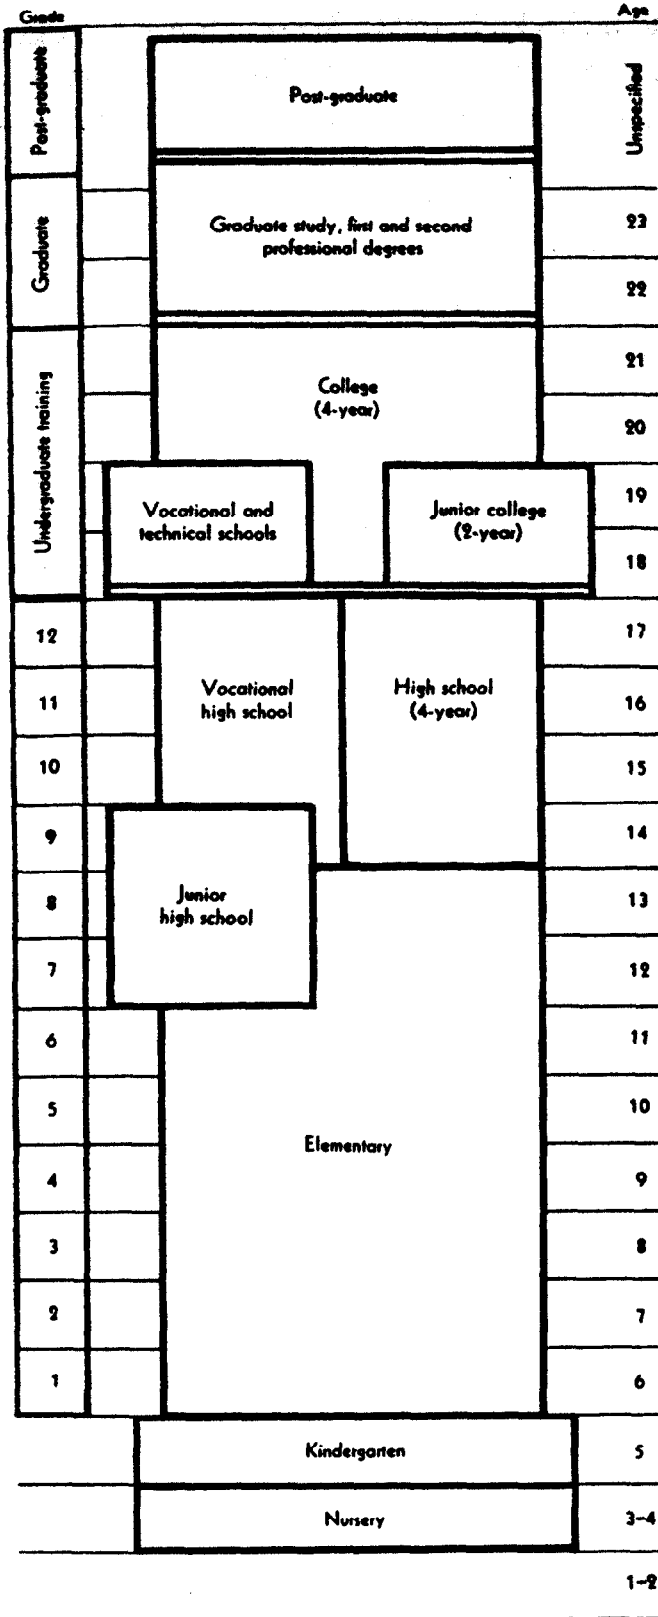 Grade
Age
Post-graduate
Post-graduate
Unspecified
Graduate
Graduate study, first and second
professional degrees
23
22
Undergraduate training
College
(4-year)
21
20
Vocational and
technical schools
Junior college
(2-year)
19
18
12
17
Vocational
high school
High school
(4-year)
11
16
10
15
9
14
Junior
high school
8
13
7
12
6
11
5
10
Elementary
4
9
3
8
2
7
1
6
Kindergarten
5
Nursery
3-4
1-2